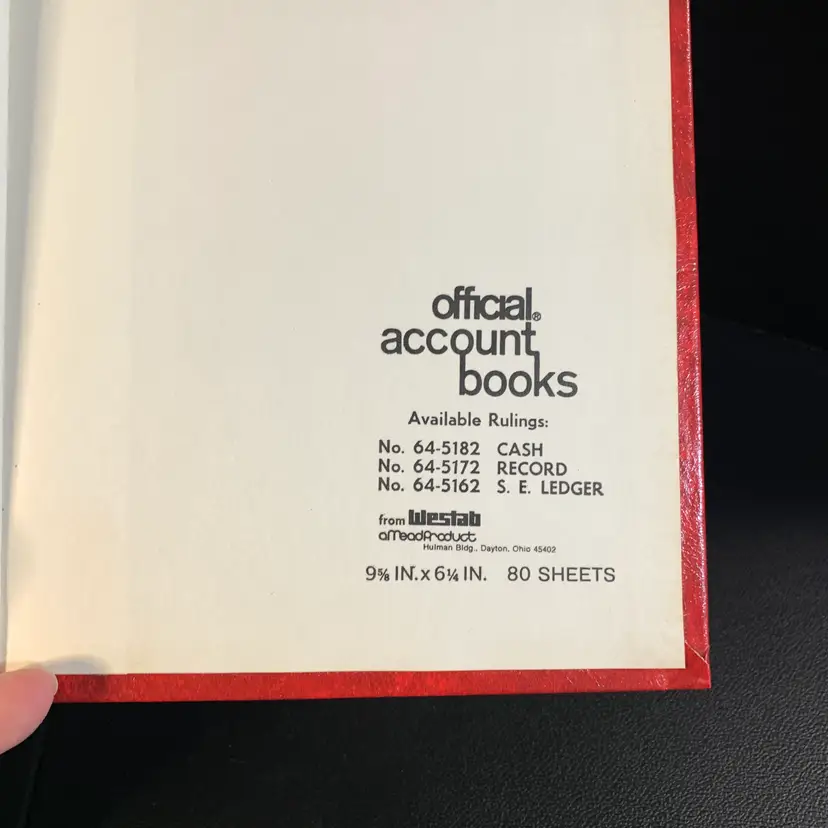 official®
account
books
Available Rulings:
No. 64-5182 CASH
No. 64-5172 RECORD
No. 64-5162 S. E. LEDGER
from Westab
a Mead Product
Hulman Bldg., Dayton, Ohio 45402
9⅝ IN. x 6¼ IN. 80 SHEETS